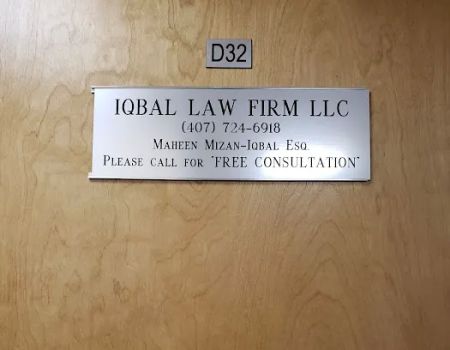 D32
IQBAL LAW FIRM LLC
(407) 724-6918
Maheen Mizan-Iqbal Esq.
Please call for "FREE CONSULTATION"